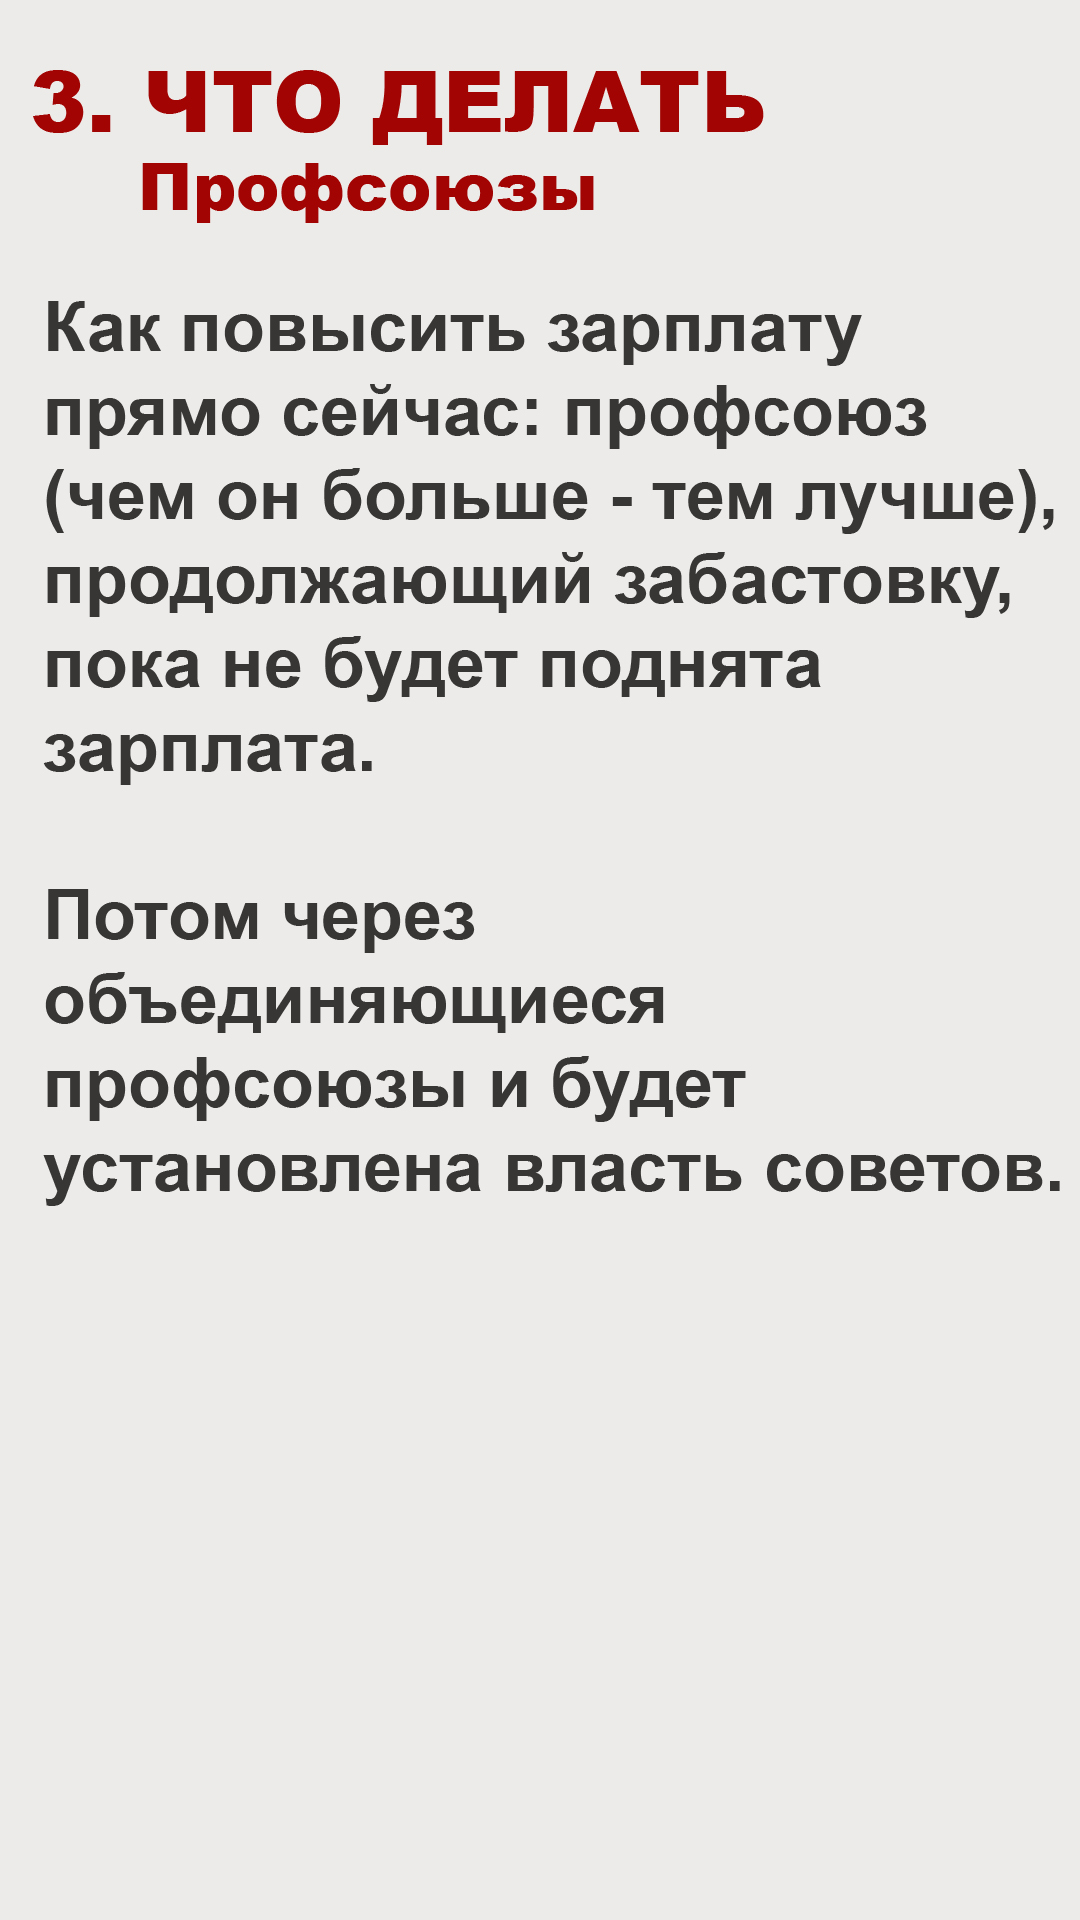 3. ЧТО ДЕЛАТЬ
Профсоюзы
Как повысить зарплату
прямо сейчас: профсоюз
(чем он больше - тем лучше),
продолжающий забастовку,
пока не будет поднята
зарплата.
Потом через
объединяющиеся
профсоюзы и будет
установлена власть советов.